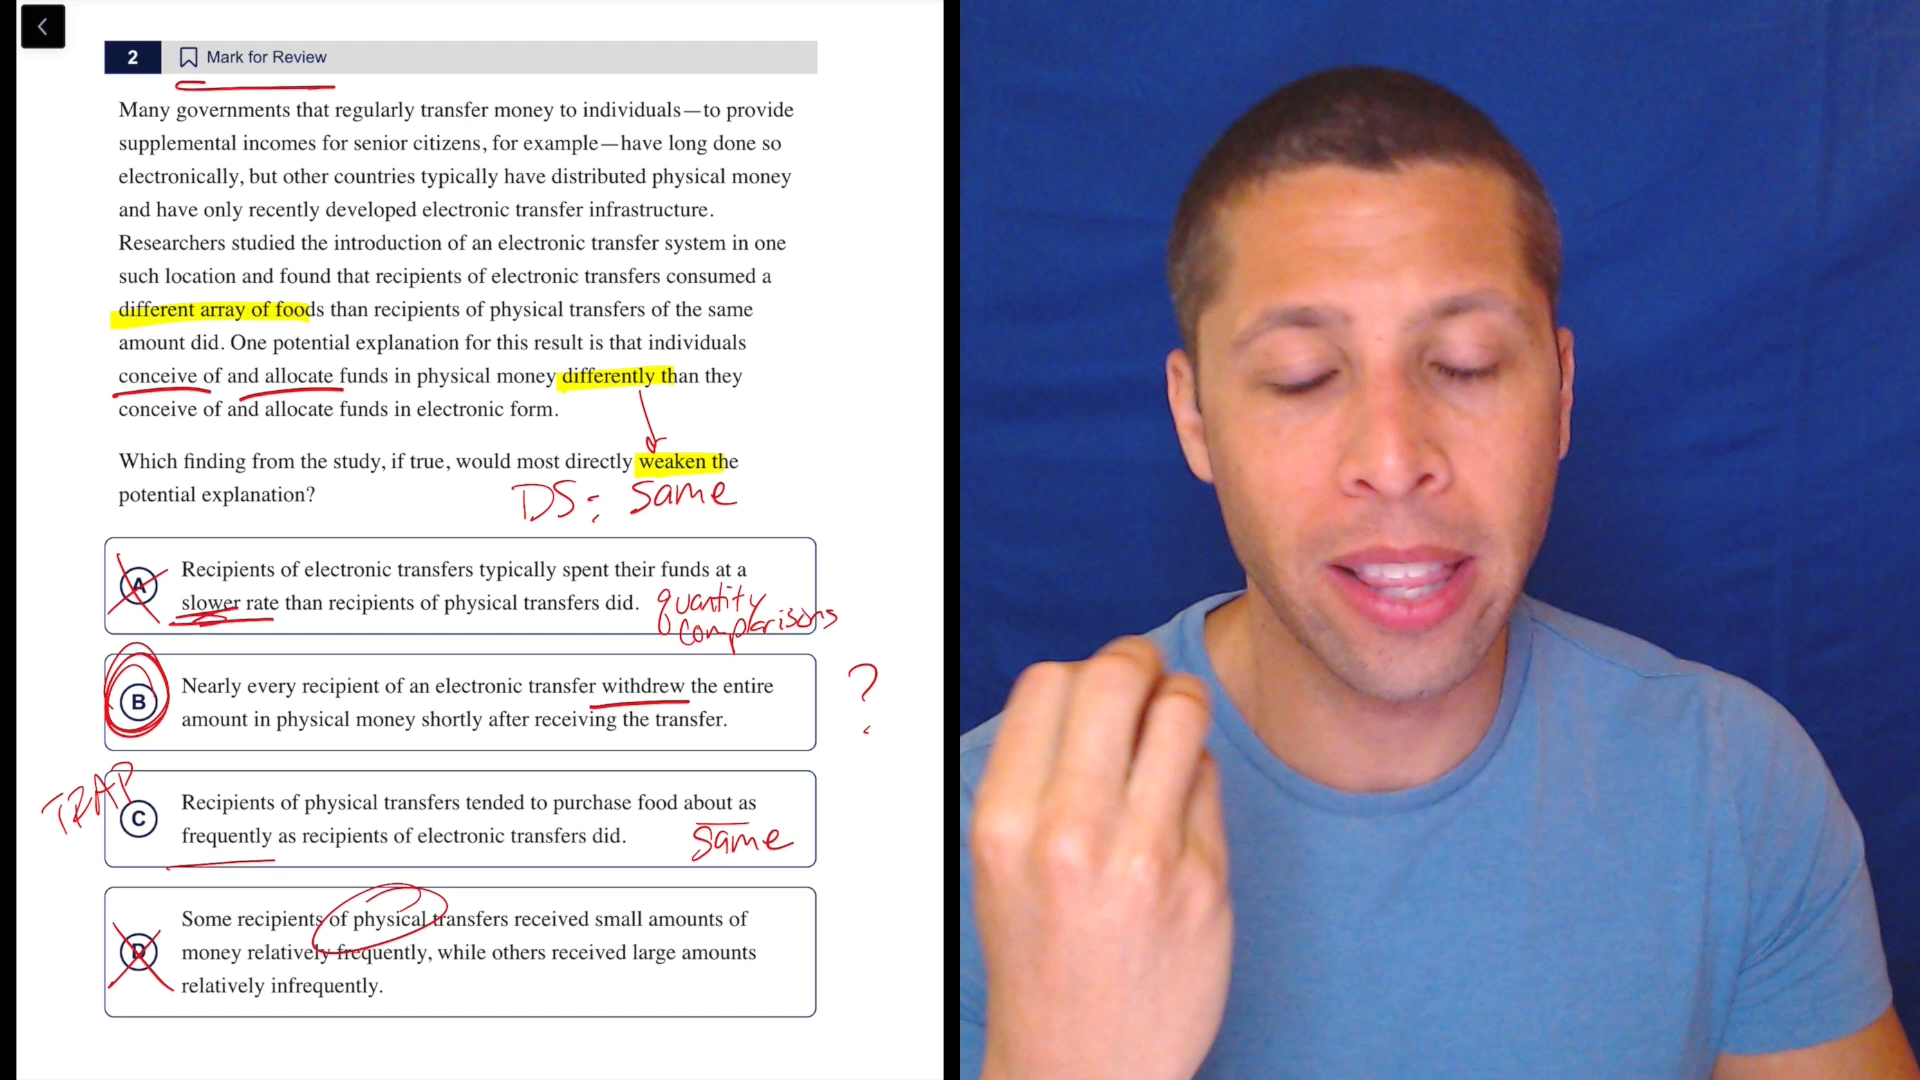 2 Mark for Review
Many governments that regularly transfer money to individuals—to provide
supplemental incomes for senior citizens, for example—have long done so
electronically, but other countries typically have distributed physical money
and have only recently developed electronic transfer infrastructure.
Researchers studied the introduction of an electronic transfer system in one
such location and found that recipients of electronic transfers consumed a
different array of foods than recipients of physical transfers of the same
amount did. One potential explanation for this result is that individuals
conceive of and allocate funds in physical money differently than they
conceive of and allocate funds in electronic form.
Which finding from the study, if true, would most directly weaken the
potential explanation?
DS: same
A Recipients of electronic transfers typically spent their funds at a
slower rate than recipients of physical transfers did.
quantity
comparisons
B Nearly every recipient of an electronic transfer withdrew the entire
amount in physical money shortly after receiving the transfer.
?
TRAP
C Recipients of physical transfers tended to purchase food about as
frequently as recipients of electronic transfers did.
same
D Some recipients of physical transfers received small amounts of
money relatively frequently, while others received large amounts
relatively infrequently.